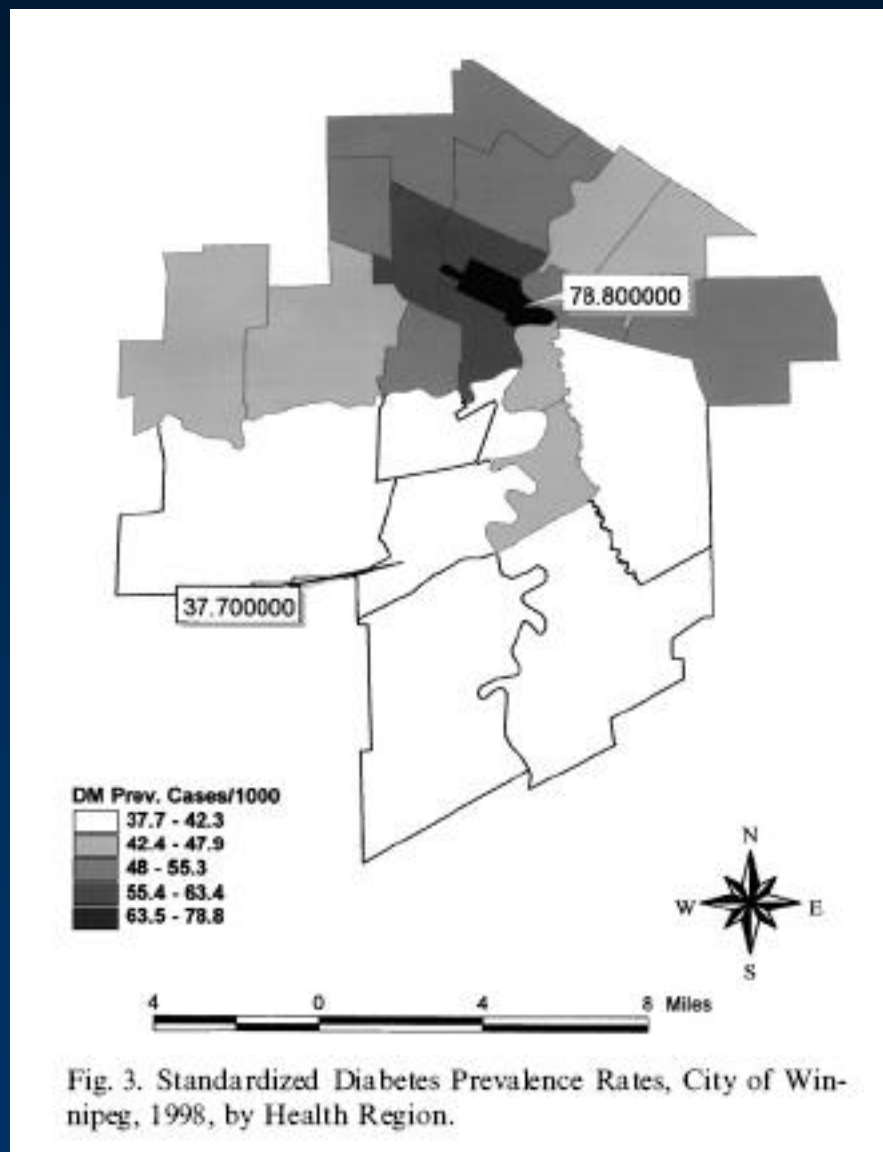 78.800000
37.700000
DM Prev. Cases/1000
37.7 - 42.3
42.4 - 47.9
48 - 55.3
55.4 - 63.4
63.5 - 78.8
N
W E
S
4 0 4 8 Miles
Fig. 3. Standardized Diabetes Prevalence Rates, City of Win-
nipeg, 1998, by Health Region.